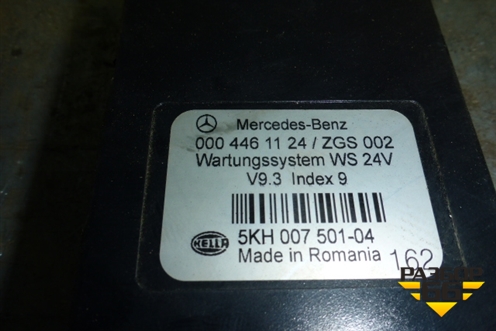 Mercedes-Benz
000 446 11 24 / ZGS 002
Wartungssystem WS 24V
V9.3 Index 9
HELLA
5KH 007 501-04
Made in Romania
162